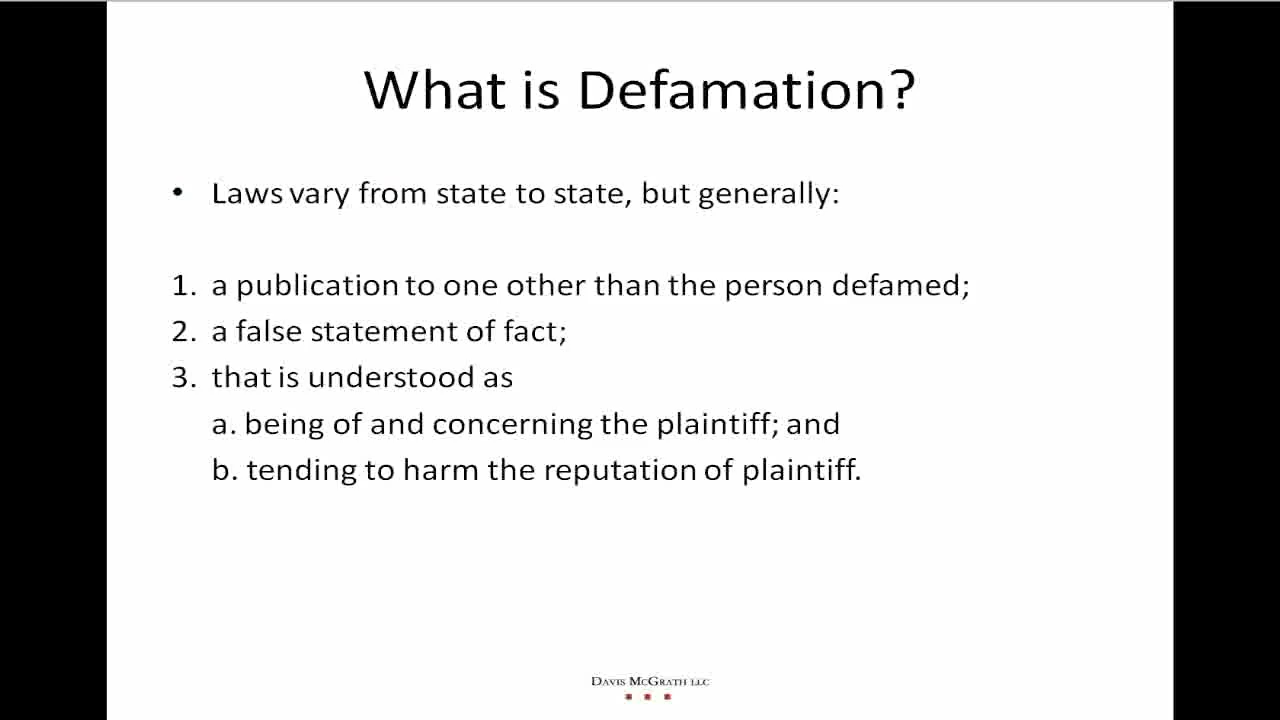 What is Defamation?
• Laws vary from state to state, but generally:
1. a publication to one other than the person defamed;
2. a false statement of fact;
3. that is understood as
a. being of and concerning the plaintiff; and
b. tending to harm the reputation of plaintiff.
DAVIS MCGRATH LLC